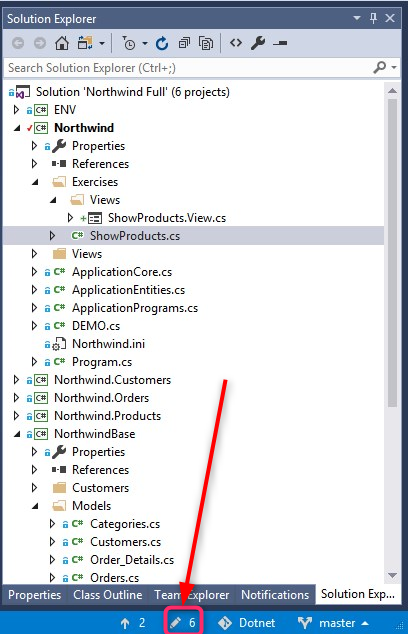 Solution Explorer
Search Solution Explorer (Ctrl+;)
Solution 'Northwind Full' (6 projects)
C# ENV
C# Northwind
Properties
References
Exercises
Views
ShowProducts.View.cs
C# ShowProducts.cs
Views
C# ApplicationCore.cs
C# ApplicationEntities.cs
C# ApplicationPrograms.cs
C# DEMO.cs
Northwind.ini
C# Program.cs
C# Northwind.Customers
C# Northwind.Orders
C# Northwind.Products
C# NorthwindBase
Properties
References
Customers
Models
C# Categories.cs
C# Customers.cs
C# Order_Details.cs
C# Orders.cs
Properties Class Outline Team Explorer Notifications Solution Exp...
2 6 Dotnet master